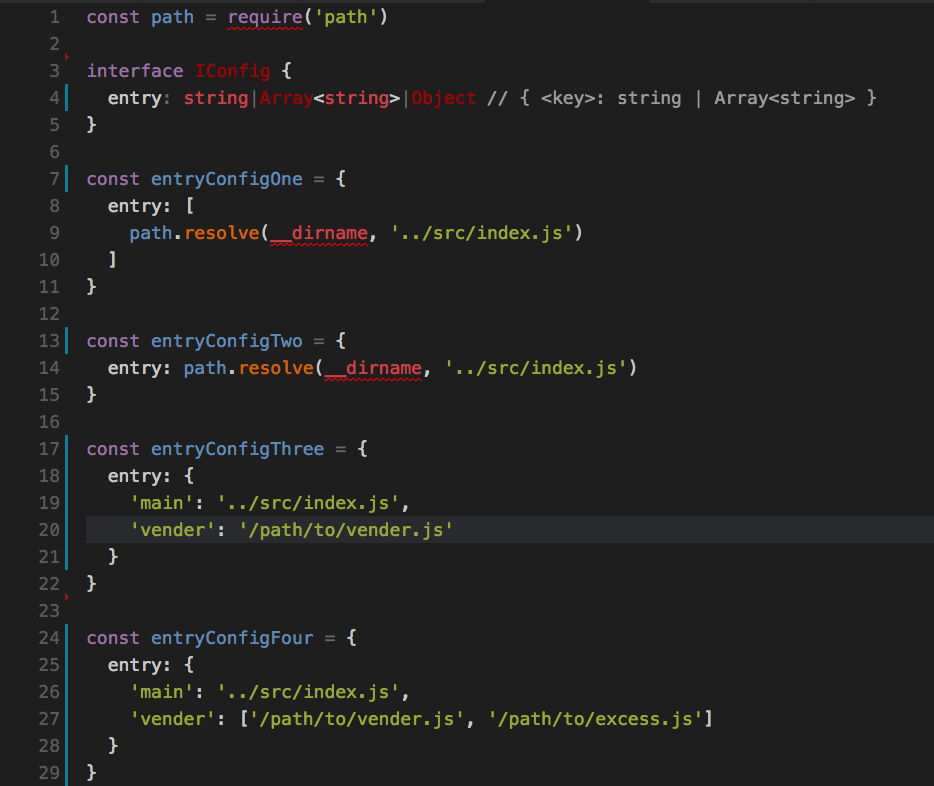 1 const path = require('path')
2
3 interface IConfig {
4   entry: string|Array<string>|Object // { <key>: string | Array<string> }
5 }
6
7 const entryConfigOne = {
8   entry: [
9     path.resolve(__dirname, '../src/index.js')
10   ]
11 }
12
13 const entryConfigTwo = {
14   entry: path.resolve(__dirname, '../src/index.js')
15 }
16
17 const entryConfigThree = {
18   entry: {
19     'main': '../src/index.js',
20     'vender': '/path/to/vender.js'
21   }
22 }
23
24 const entryConfigFour = {
25   entry: {
26     'main': '../src/index.js',
27     'vender': ['/path/to/vender.js', '/path/to/excess.js']
28   }
29 }